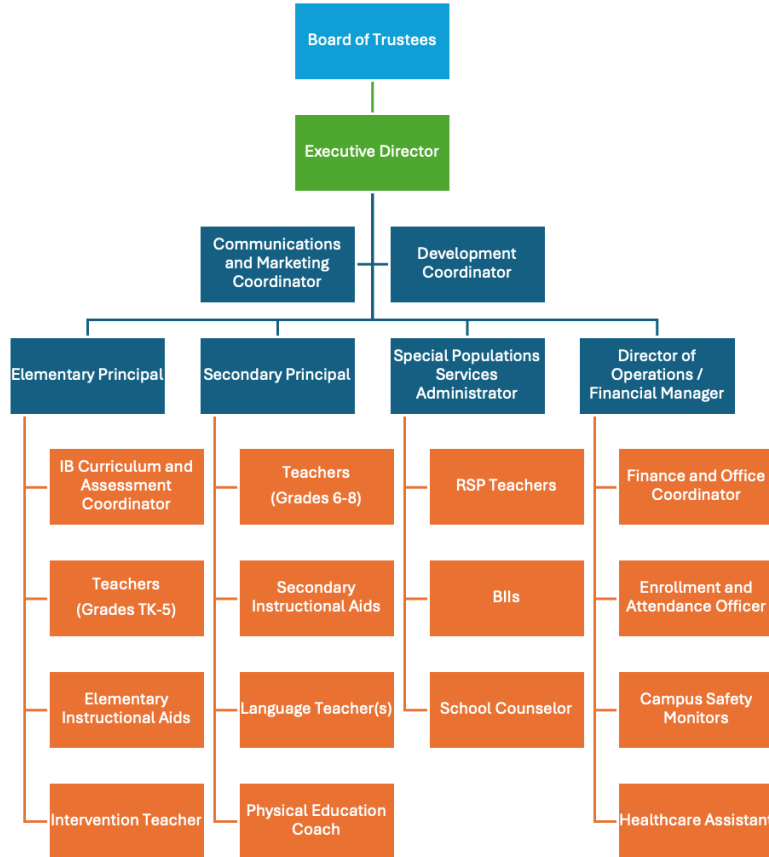 Board of Trustees
Executive Director
Communications
and Marketing
Coordinator
Development
Coordinator
Elementary Principal
Secondary Principal
Special Populations
Services
Administrator
Director of
Operations /
Financial Manager
IB Curriculum and
Assessment
Coordinator
Teachers
(Grades 6-8)
RSP Teachers
Finance and Office
Coordinator
Teachers
(Grades TK-5)
Secondary
Instructional Aids
BIIs
Enrollment and
Attendance Officer
Elementary
Instructional Aids
Language Teacher(s)
School Counselor
Campus Safety
Monitors
Intervention Teacher
Physical Education
Coach
Healthcare Assistant